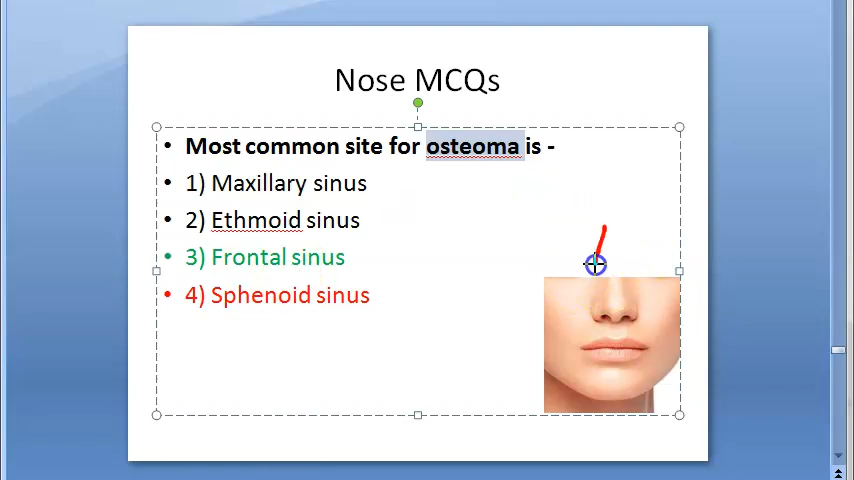 Nose MCQs
• Most common site for osteoma is -
• 1) Maxillary sinus
• 2) Ethmoid sinus
• 3) Frontal sinus
• 4) Sphenoid sinus